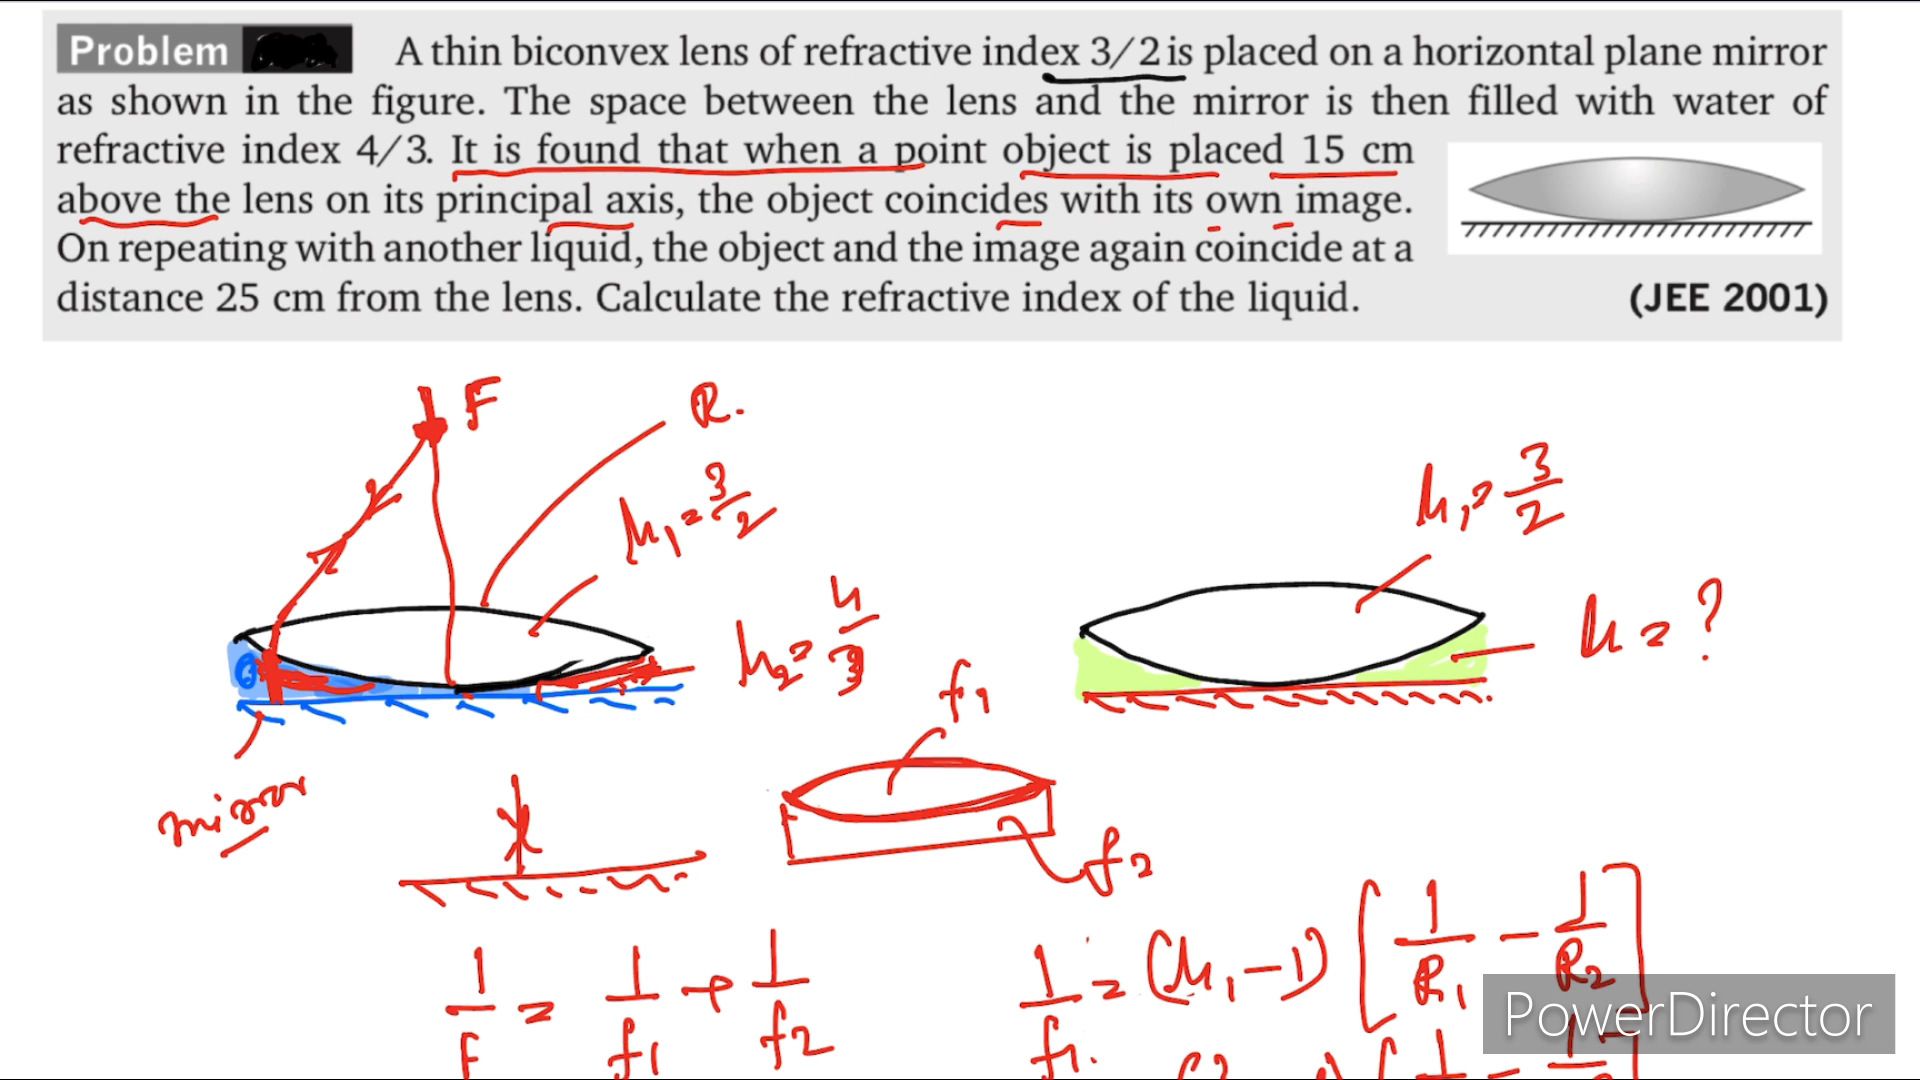 Problem A thin biconvex lens of refractive index 3/2 is placed on a horizontal plane mirror
as shown in the figure. The space between the lens and the mirror is then filled with water of
refractive index 4/3. It is found that when a point object is placed 15 cm
above the lens on its principal axis, the object coincides with its own image.
On repeating with another liquid, the object and the image again coincide at a
distance 25 cm from the lens. Calculate the refractive index of the liquid. (JEE 2001)
F
R.
μ₁ = 3/2
μ₁ = 3/2
μ₂ = 4/3
μ = ?
f₁
mirror
f₂
1/F = 1/f₁ + 1/f₂
1/f₁. = (μ₁ - 1) [1/R₁ - 1/R₂]
PowerDirector